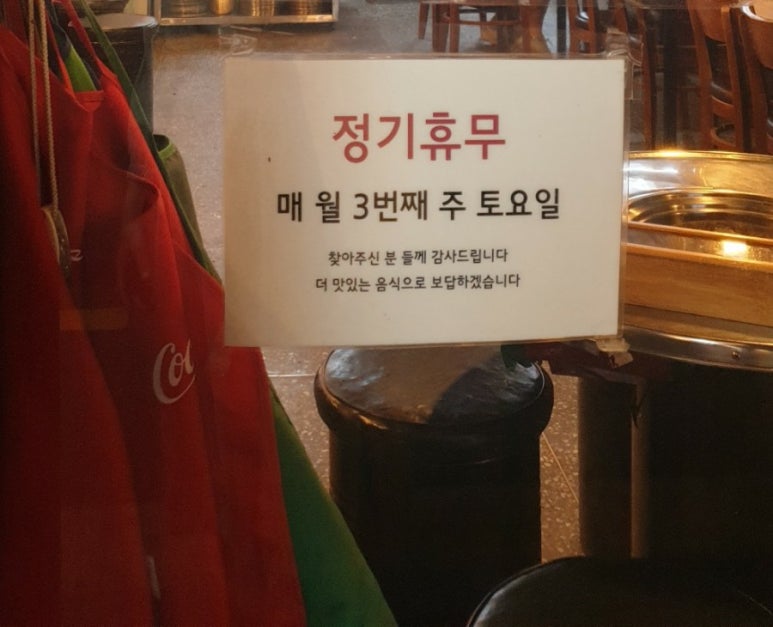 정기휴무
매 월 3번째 주 토요일
찾아주신 분 들께 감사드립니다
더 맛있는 음식으로 보답하겠습니다